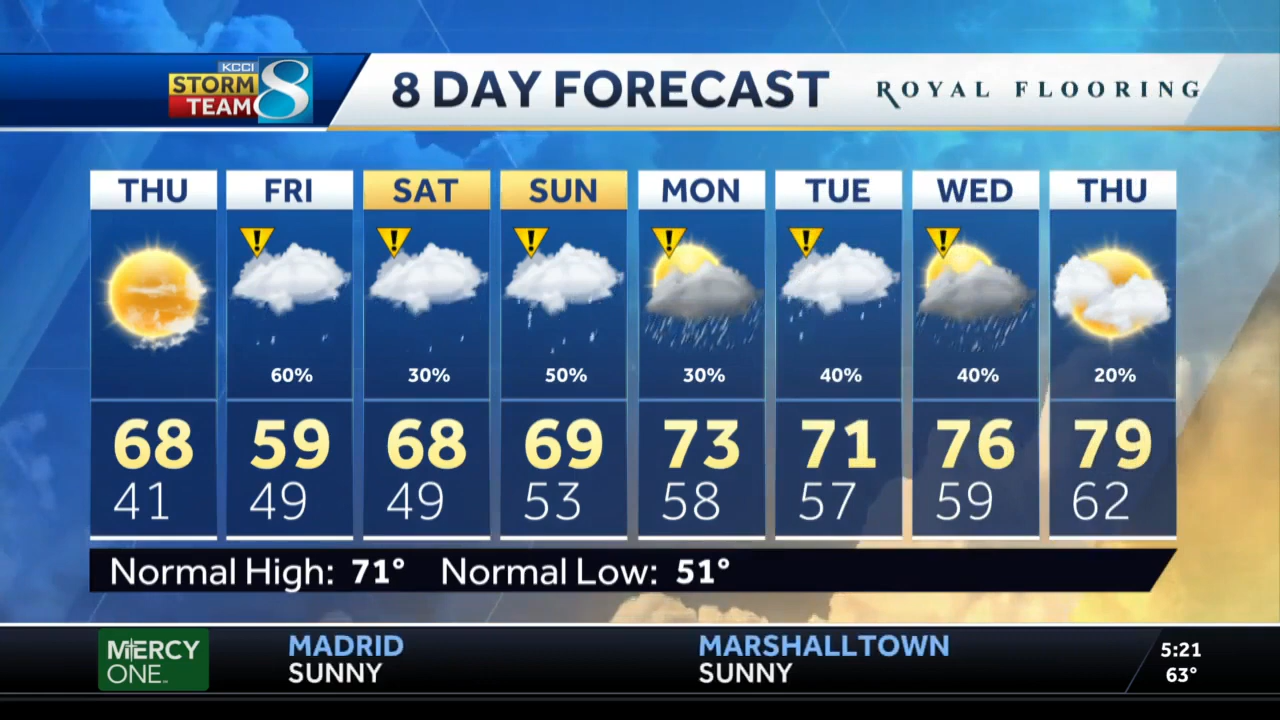 KCCI
STORM
TEAM 8
8 DAY FORECAST
ROYAL FLOORING
THU FRI SAT SUN MON TUE WED THU
! ! ! ! ! !
60% 30% 50% 30% 40% 40% 20%
68 59 68 69 73 71 76 79
41 49 49 53 58 57 59 62
Normal High: 71° Normal Low: 51°
MERCY
ONE™
MADRID
SUNNY
MARSHALLTOWN
SUNNY
5:21
63°